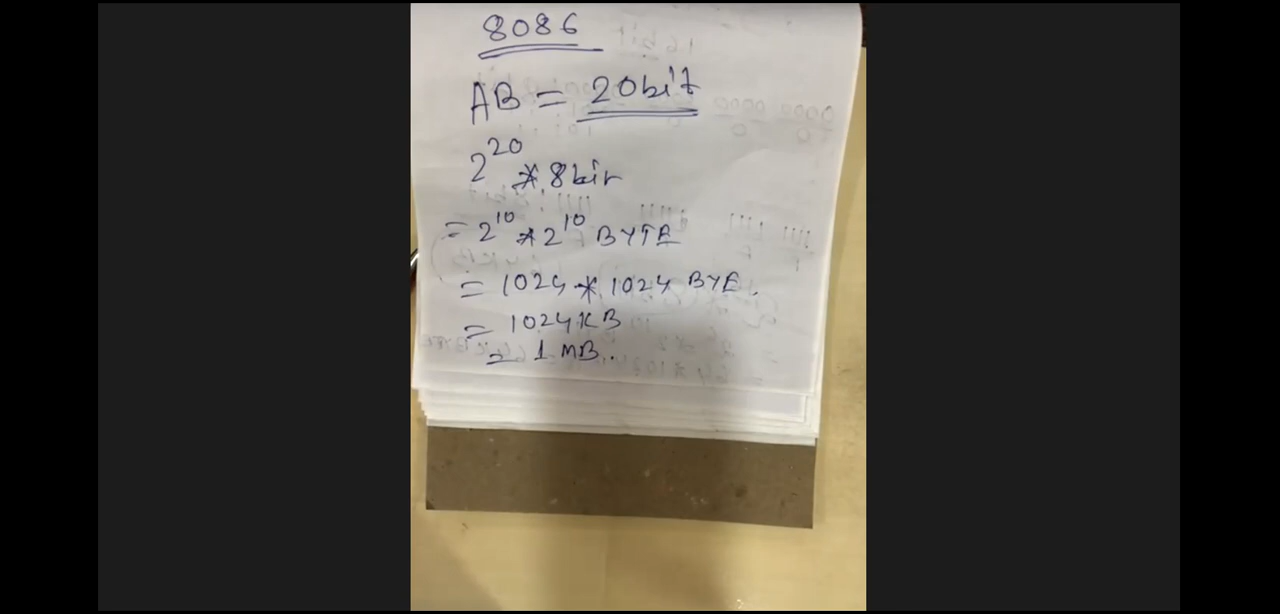 8086
AB = 20bit
2^20 * 8bit
= 2^10 * 2^10 BYTE
= 1024 * 1024 BYE.
= 1024KB
= 1 MB.